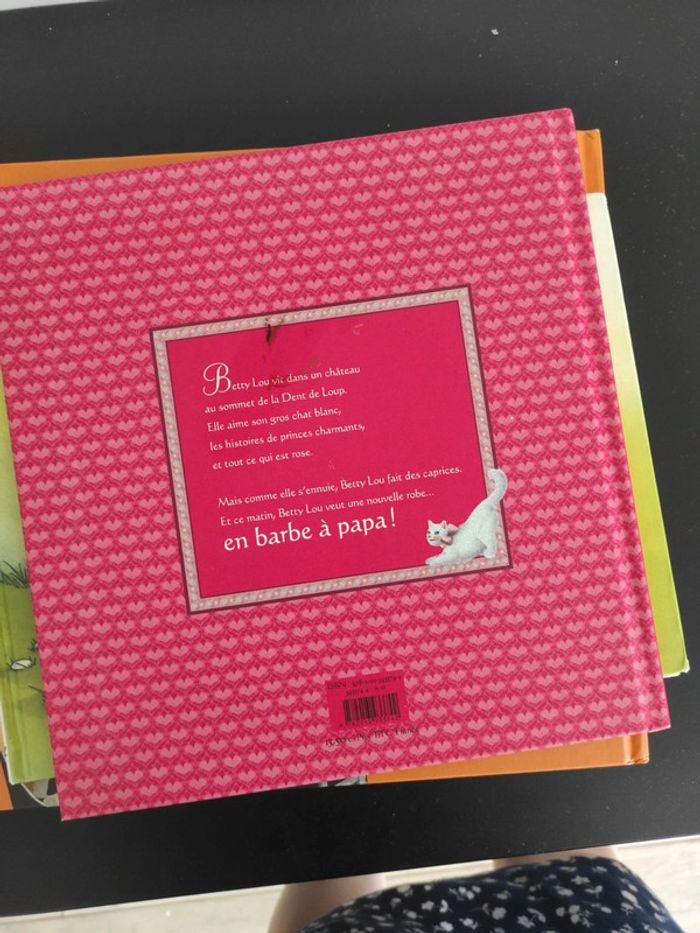 Betty Lou vit dans un château
au sommet de la Dent de Loup.
Elle aime son gros chat blanc,
les histoires de princes charmants,
et tout ce qui est rose.
Mais comme elle s'ennuie, Betty Lou fait des caprices.
Et ce matin, Betty Lou veut une nouvelle robe...
en barbe à papa !